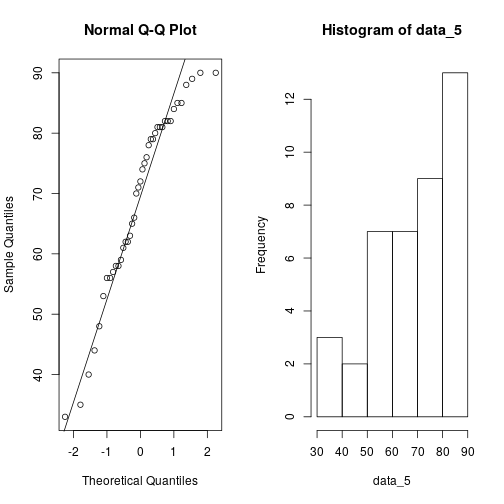 Normal Q-Q Plot
Sample Quantiles
40 50 60 70 80 90
-2 -1 0 1 2
Theoretical Quantiles
Histogram of data_5
Frequency
0 2 4 6 8 10 12
30 40 50 60 70 80 90
data_5